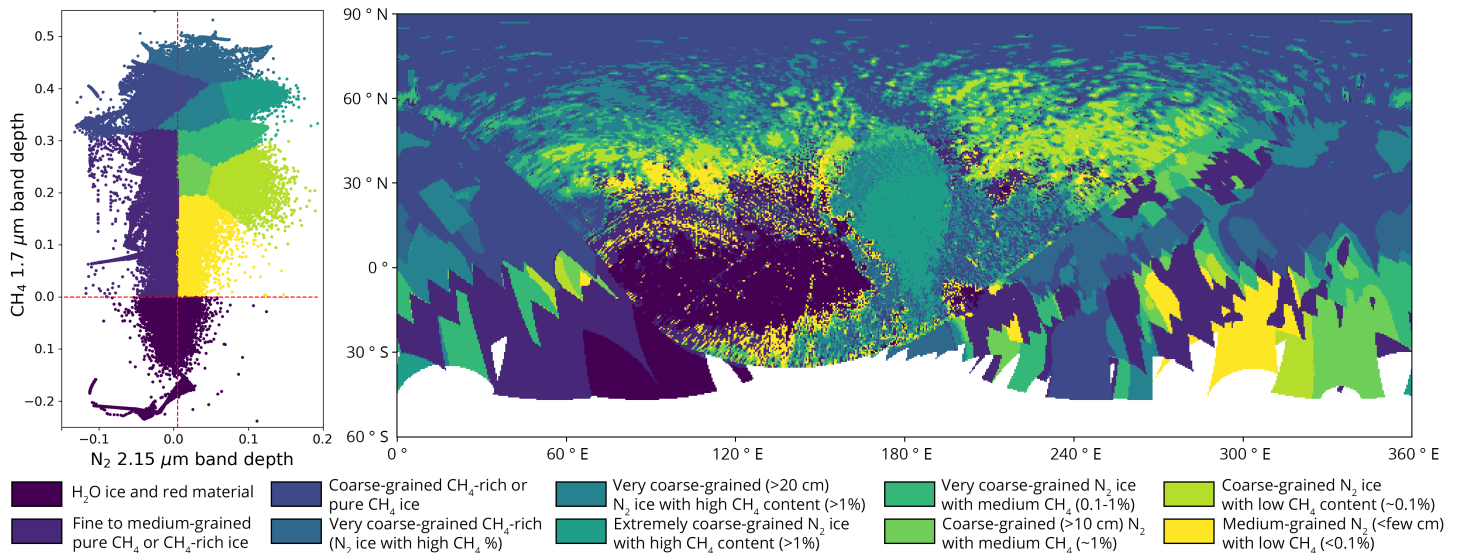 0.5
0.4
0.3
0.2
0.1
0.0
0.1
−0.2
CH₄ 1.7 μm band depth
−0.1 0.0 0.1 0.2
N₂ 2.15 μm band depth
90 ° N
60 ° N
30 ° N
0 °
30 ° S
60 ° S
0 ° 60 ° E 120 ° E 180 ° E 240 ° E 300 ° E 360 ° E
H₂O ice and red material
Fine to medium-grained
pure CH₄ or CH₄-rich ice
Coarse-grained CH₄-rich or
pure CH₄ ice
Very coarse-grained CH₄-rich
(N₂ ice with high CH₄ %)
Very coarse-grained (>20 cm)
N₂ ice with high CH₄ content (>1%)
Extremely coarse-grained N₂ ice
with high CH₄ content (>1%)
Very coarse-grained N₂ ice
with medium CH₄ (0.1-1%)
Coarse-grained (>10 cm) N₂
with medium CH₄ (~1%)
Coarse-grained N₂ ice
with low CH₄ content (~0.1%)
Medium-grained N₂ (<few cm)
with low CH₄ (<0.1%)